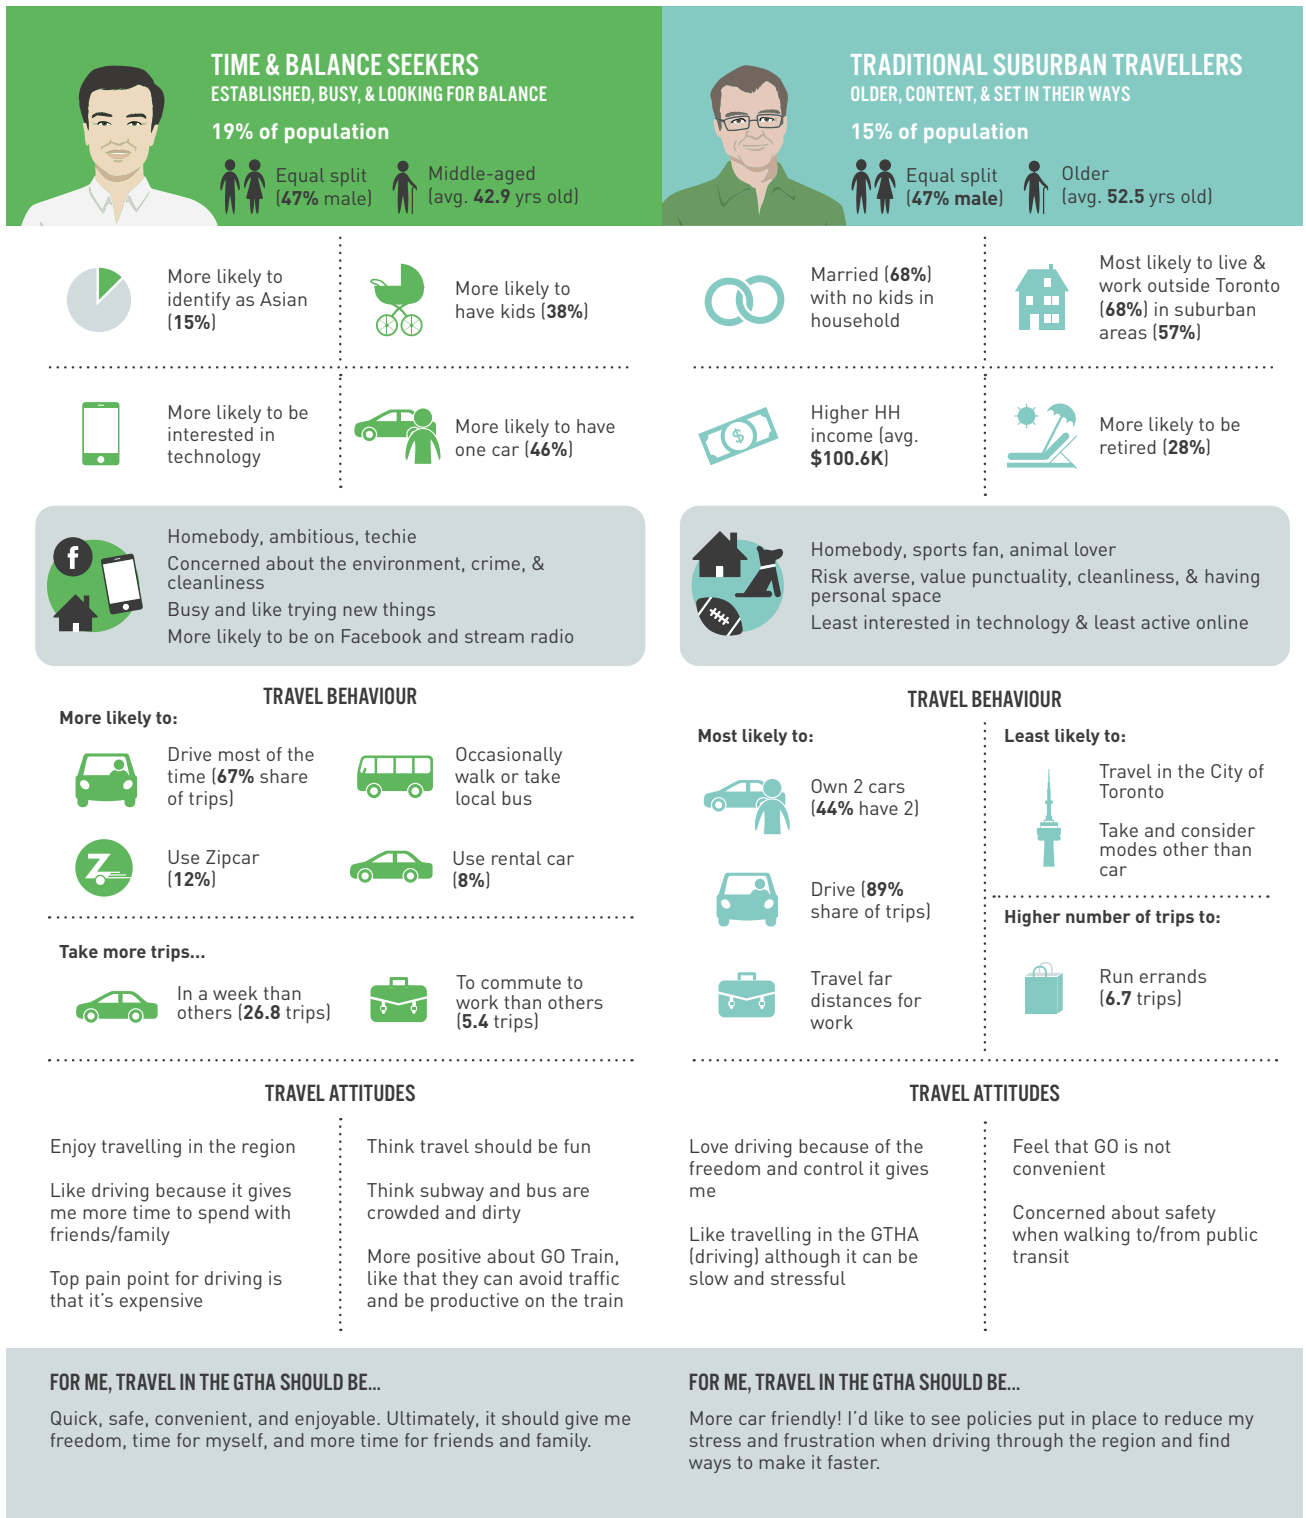 TIME & BALANCE SEEKERS
ESTABLISHED, BUSY, & LOOKING FOR BALANCE
19% of population
Equal split
(47% male)
Middle-aged
(avg. 42.9 yrs old)
More likely to
identify as Asian
(15%)
More likely to
have kids (38%)
More likely to be
interested in
technology
More likely to have
one car (46%)
f
Homebody, ambitious, techie
Concerned about the environment, crime, &
cleanliness
Busy and like trying new things
More likely to be on Facebook and stream radio
TRAVEL BEHAVIOUR
More likely to:
Drive most of the
time (67% share
of trips)
Occasionally
walk or take
local bus
Z
Use Zipcar
(12%)
Use rental car
(8%)
Take more trips...
In a week than
others (26.8 trips)
To commute to
work than others
(5.4 trips)
TRAVEL ATTITUDES
Enjoy travelling in the region
Like driving because it gives
me more time to spend with
friends/family
Top pain point for driving is
that it's expensive
Think travel should be fun
Think subway and bus are
crowded and dirty
More positive about GO Train,
like that they can avoid traffic
and be productive on the train
FOR ME, TRAVEL IN THE GTHA SHOULD BE...
Quick, safe, convenient, and enjoyable. Ultimately, it should give me
freedom, time for myself, and more time for friends and family.
TRADITIONAL SUBURBAN TRAVELLERS
OLDER, CONTENT, & SET IN THEIR WAYS
15% of population
Equal split
(47% male)
Older
(avg. 52.5 yrs old)
Married (68%)
with no kids in
household
Most likely to live &
work outside Toronto
(68%) in suburban
areas (57%)
$
Higher HH
income (avg.
$100.6K)
More likely to be
retired (28%)
Homebody, sports fan, animal lover
Risk averse, value punctuality, cleanliness, & having
personal space
Least interested in technology & least active online
TRAVEL BEHAVIOUR
Most likely to:
Own 2 cars
(44% have 2)
Drive (89%
share of trips)
Travel far
distances for
work
Least likely to:
Travel in the City of
Toronto
Take and consider
modes other than
car
Higher number of trips to:
Run errands
(6.7 trips)
TRAVEL ATTITUDES
Love driving because of the
freedom and control it gives
me
Like travelling in the GTHA
(driving) although it can be
slow and stressful
Feel that GO is not
convenient
Concerned about safety
when walking to/from public
transit
FOR ME, TRAVEL IN THE GTHA SHOULD BE...
More car friendly! I'd like to see policies put in place to reduce my
stress and frustration when driving through the region and find
ways to make it faster.